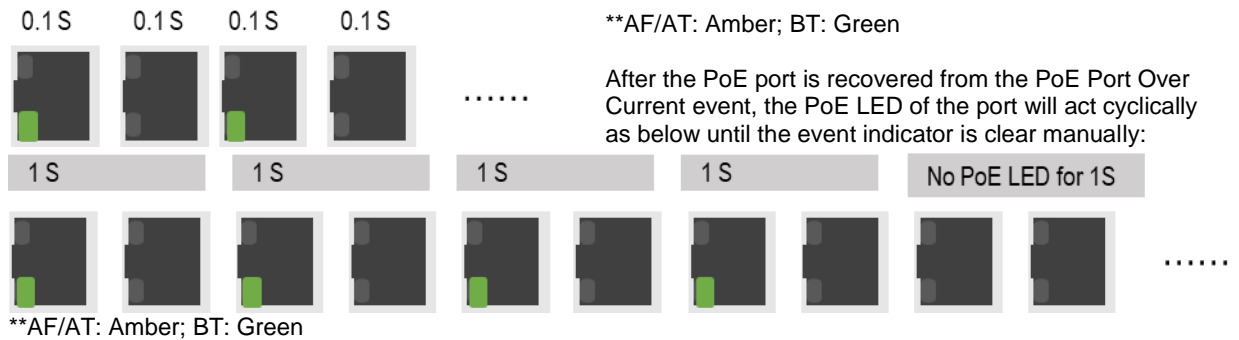 0.1 S 0.1 S 0.1 S 0.1 S
**AF/AT: Amber; BT: Green
After the PoE port is recovered from the PoE Port Over
Current event, the PoE LED of the port will act cyclically
as below until the event indicator is clear manually:
......
1 S 1 S 1 S 1 S No PoE LED for 1S
......
**AF/AT: Amber; BT: Green